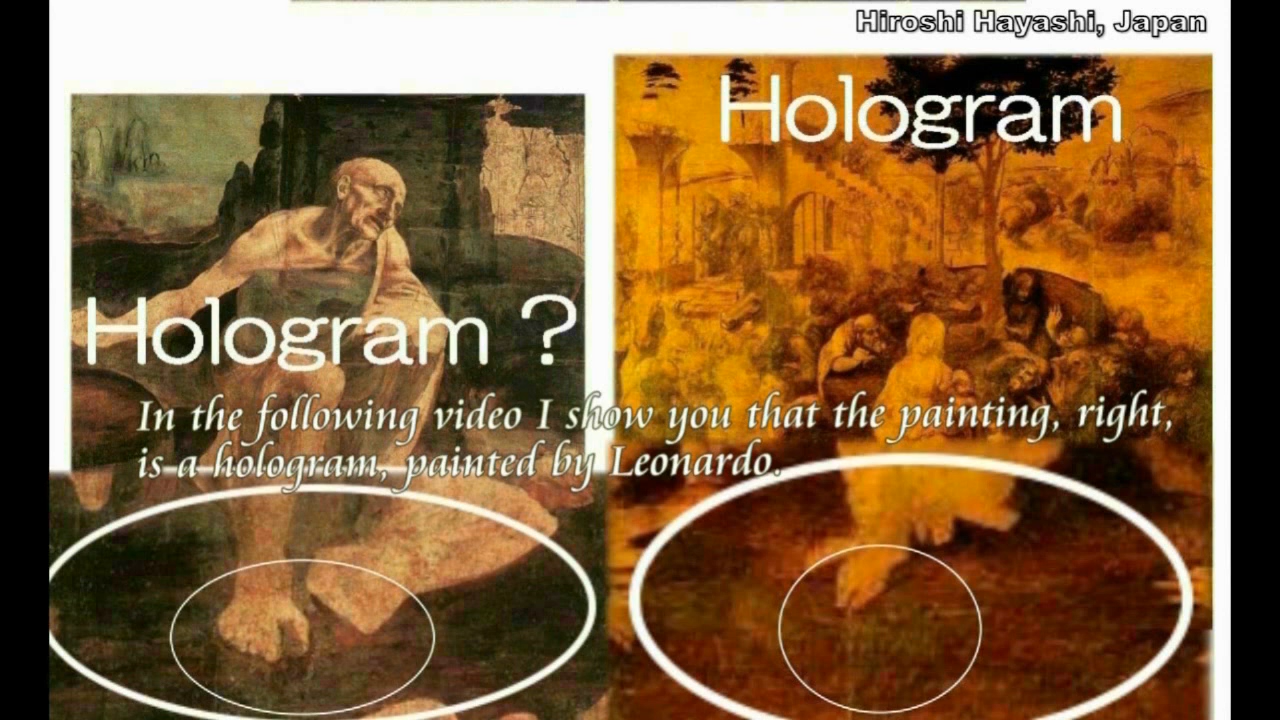 Hiroshi Hayashi, Japan
Hologram
Hologram ?
In the following video I show you that the painting, right,
is a hologram, painted by Leonardo.